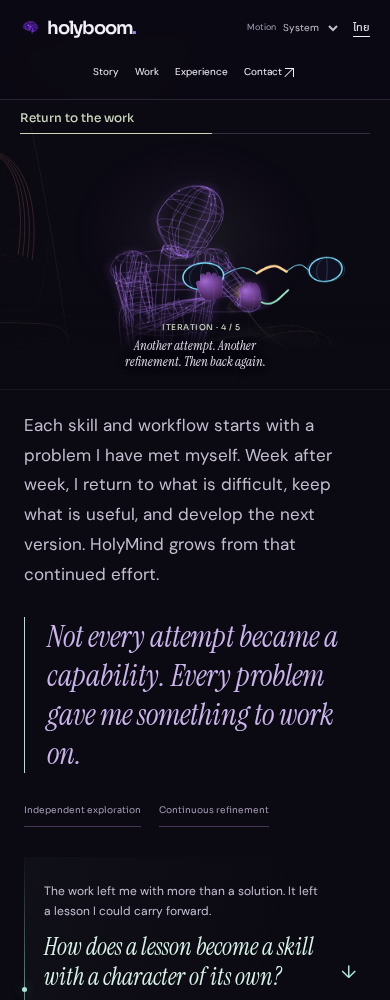 holyboom.
Motion System
ไทย
Story Work Experience Contact
Return to the work
ITERATION · 4 / 5
Another attempt. Another
refinement. Then back again.
Each skill and workflow starts with a
problem I have met myself. Week after
week, I return to what is difficult, keep
what is useful, and develop the next
version. HolyMind grows from that
continued effort.
Not every attempt became a
capability. Every problem
gave me something to work
on.
Independent exploration Continuous refinement
The work left me with more than a solution. It left
a lesson I could carry forward.
How does a lesson become a skill
with a character of its own?